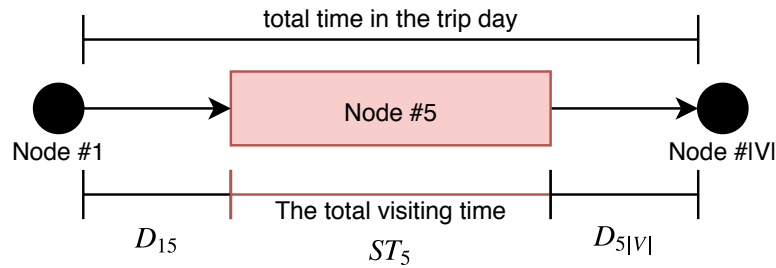 total time in the trip day
Node #5
Node #1
Node #|V|
The total visiting time
D15
ST5
D5|V|